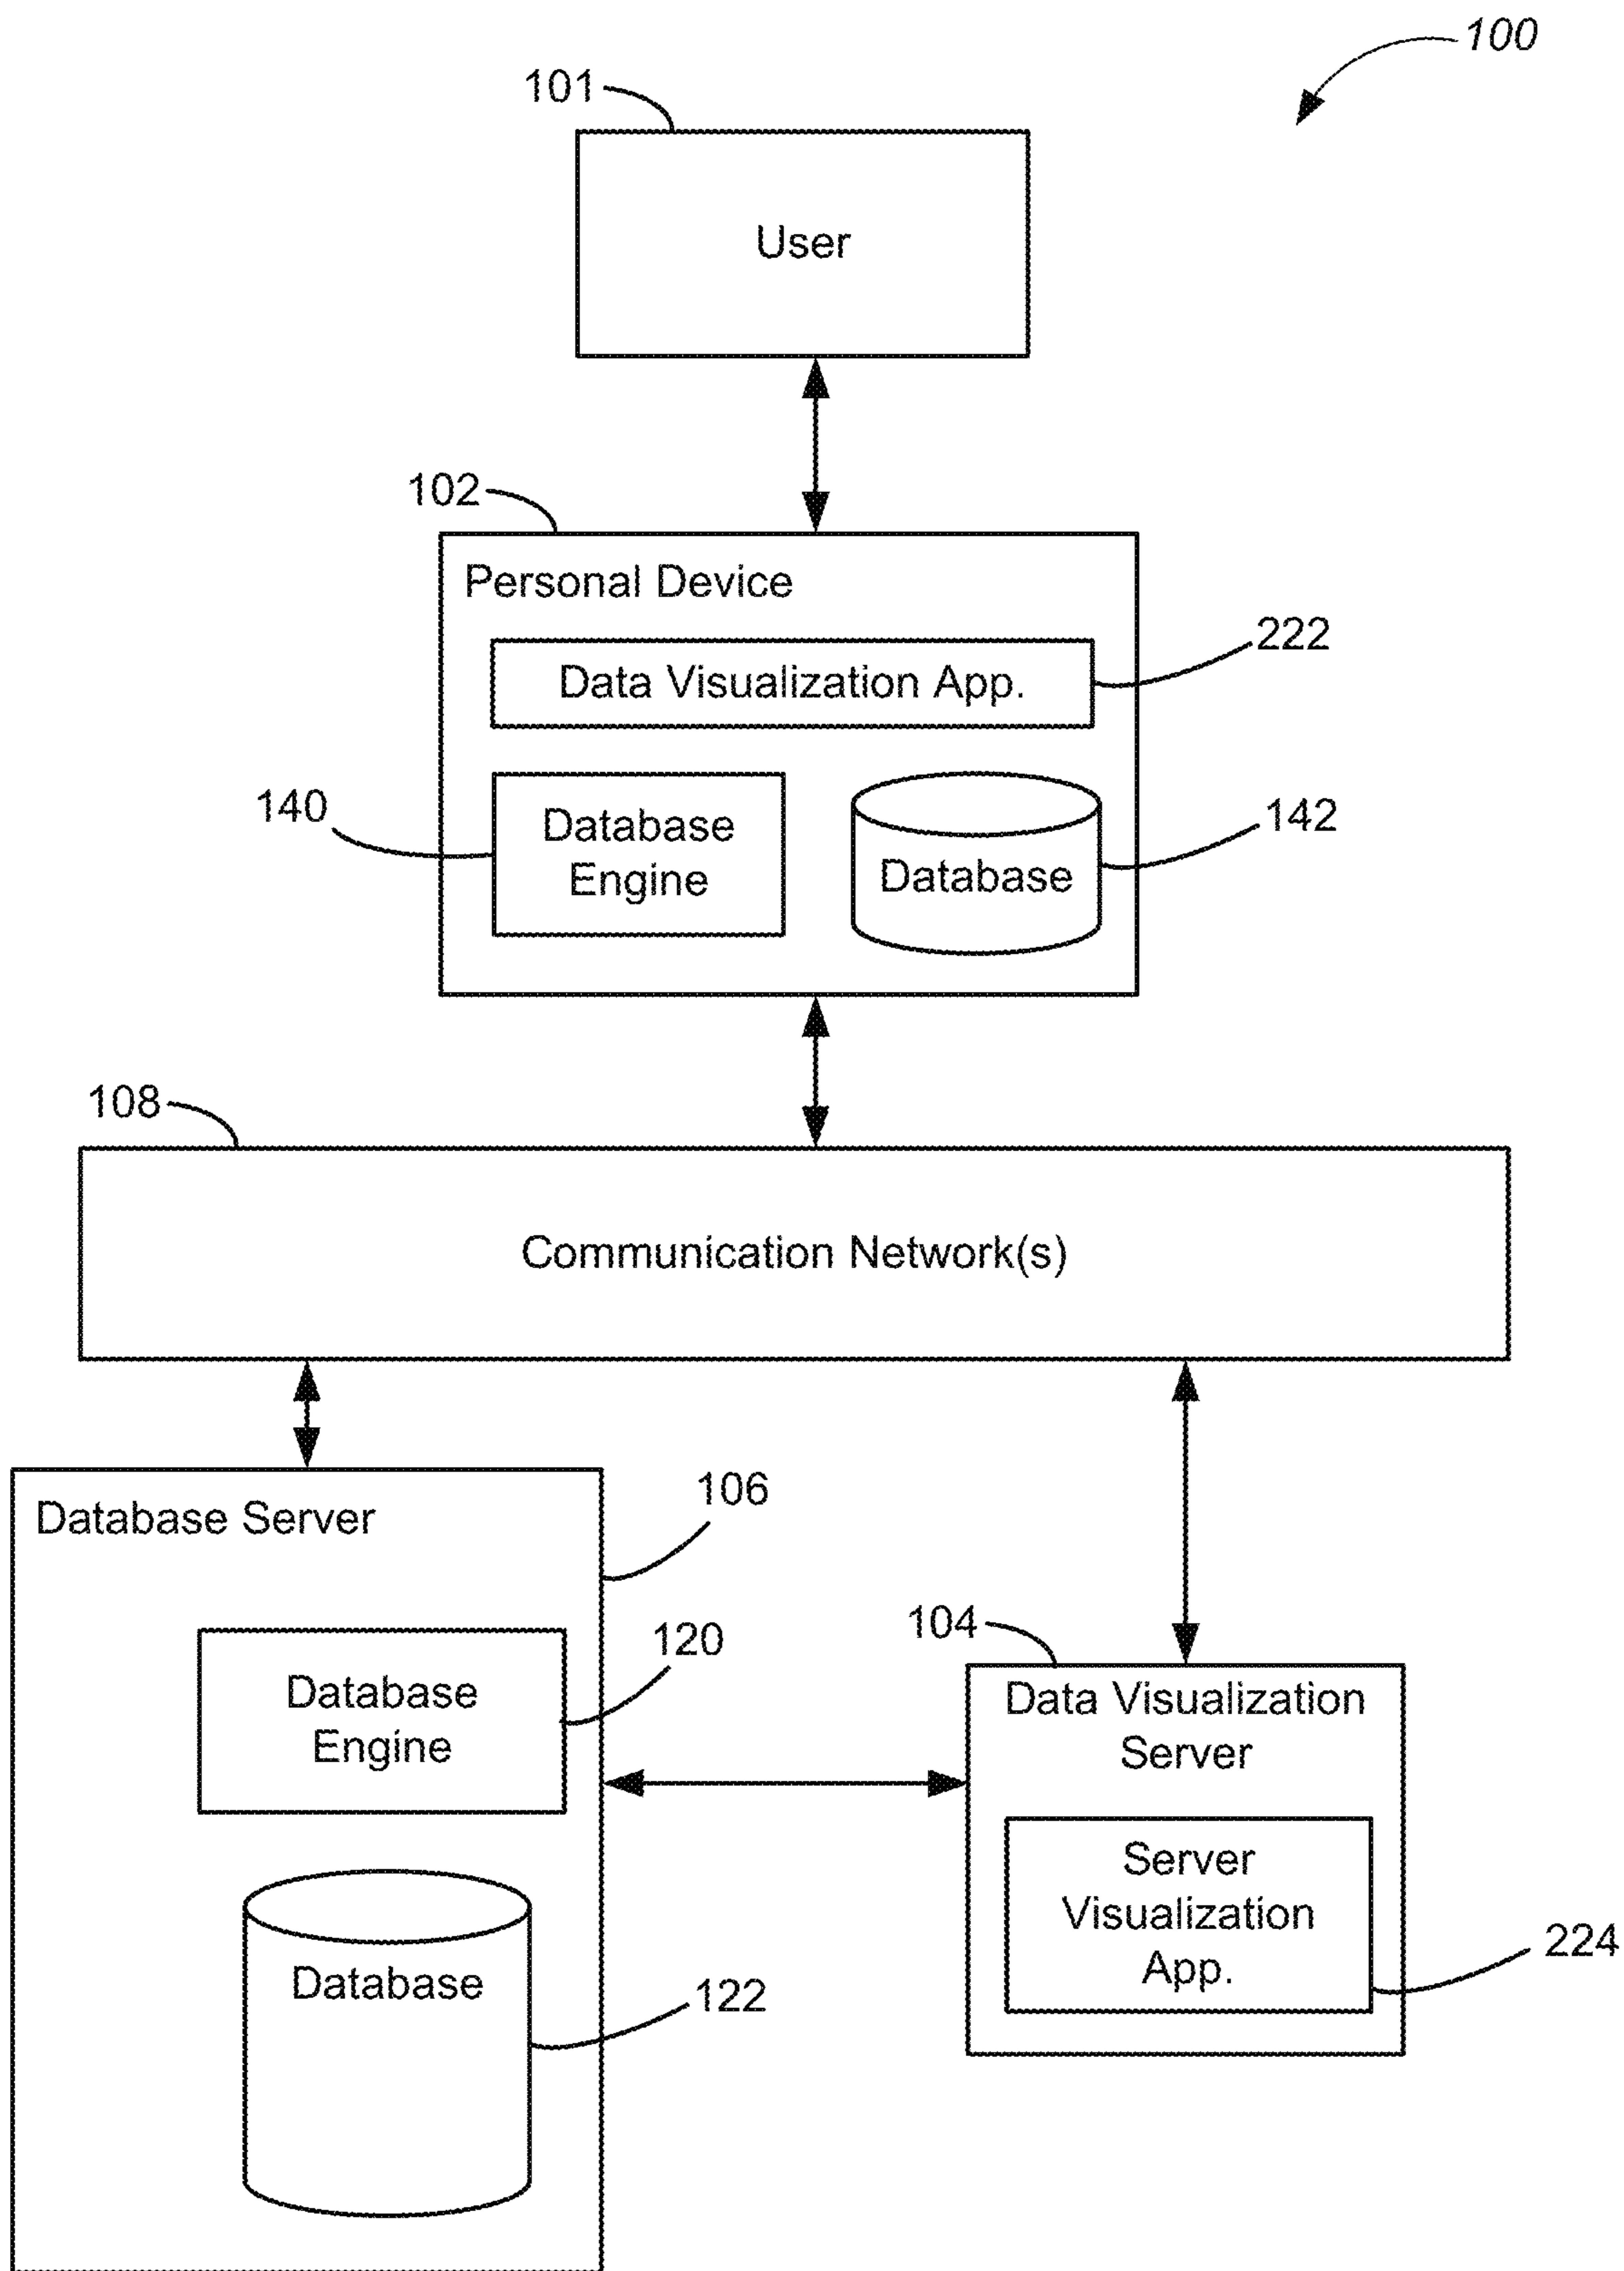 100
101
User
102
Personal Device
222
Data Visualization App.
140
Database
Engine
Database
142
108
Communication Network(s)
Database Server
106
120
Database
Engine
104
Data Visualization
Server
Server
Visualization
App.
224
Database
122